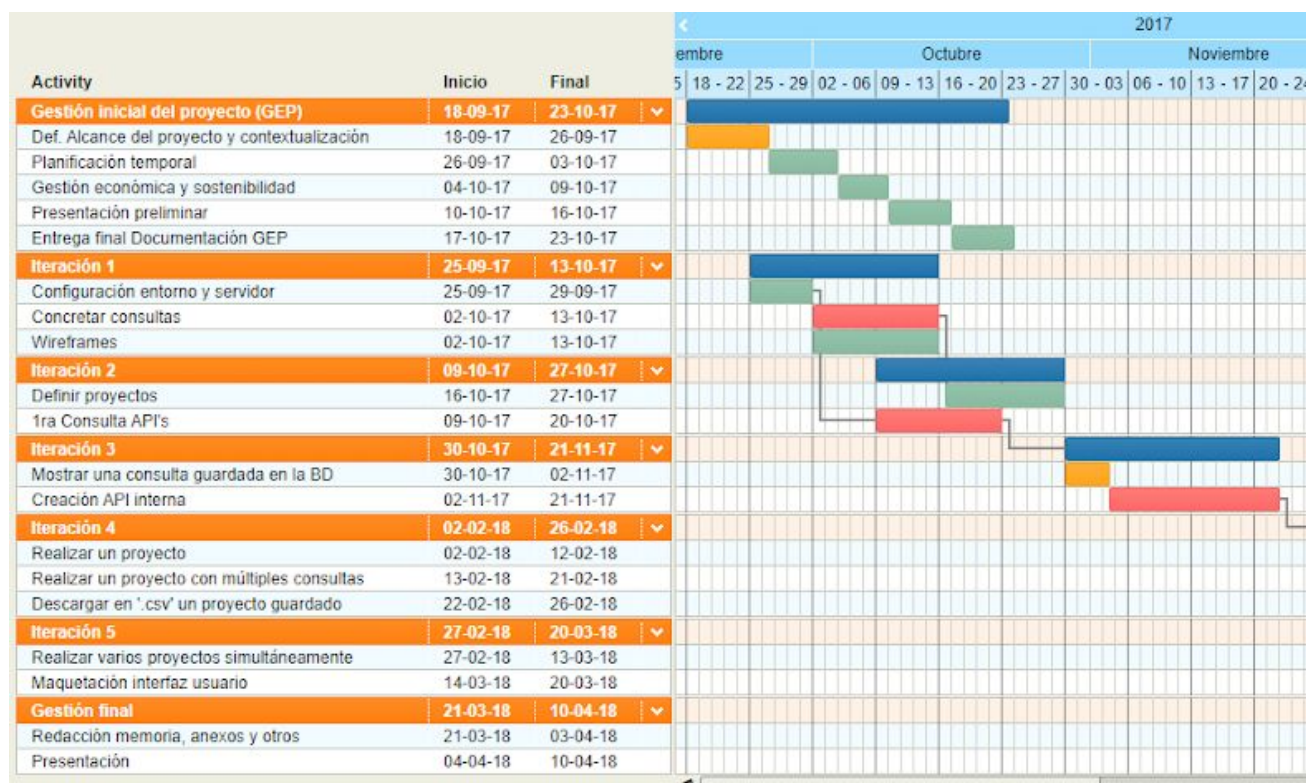 2017
embre Octubre Noviembre
Activity Inicio Final 5 18 - 22 25 - 29 02 - 06 09 - 13 16 - 20 23 - 27 30 - 03 06 - 10 13 - 17 20 - 24
Gestión inicial del proyecto (GEP) 18-09-17 23-10-17
Def. Alcance del proyecto y contextualización 18-09-17 26-09-17
Planificación temporal 26-09-17 03-10-17
Gestión económica y sostenibilidad 04-10-17 09-10-17
Presentación preliminar 10-10-17 16-10-17
Entrega final Documentación GEP 17-10-17 23-10-17
Iteración 1 25-09-17 13-10-17
Configuración entorno y servidor 25-09-17 29-09-17
Concretar consultas 02-10-17 13-10-17
Wireframes 02-10-17 13-10-17
Iteración 2 09-10-17 27-10-17
Definir proyectos 16-10-17 27-10-17
1ra Consulta API's 09-10-17 20-10-17
Iteración 3 30-10-17 21-11-17
Mostrar una consulta guardada en la BD 30-10-17 02-11-17
Creación API interna 02-11-17 21-11-17
Iteración 4 02-02-18 26-02-18
Realizar un proyecto 02-02-18 12-02-18
Realizar un proyecto con múltiples consultas 13-02-18 21-02-18
Descargar en '.csv' un proyecto guardado 22-02-18 26-02-18
Iteración 5 27-02-18 20-03-18
Realizar varios proyectos simultáneamente 27-02-18 13-03-18
Maquetación interfaz usuario 14-03-18 20-03-18
Gestión final 21-03-18 10-04-18
Redacción memoria, anexos y otros 21-03-18 03-04-18
Presentación 04-04-18 10-04-18